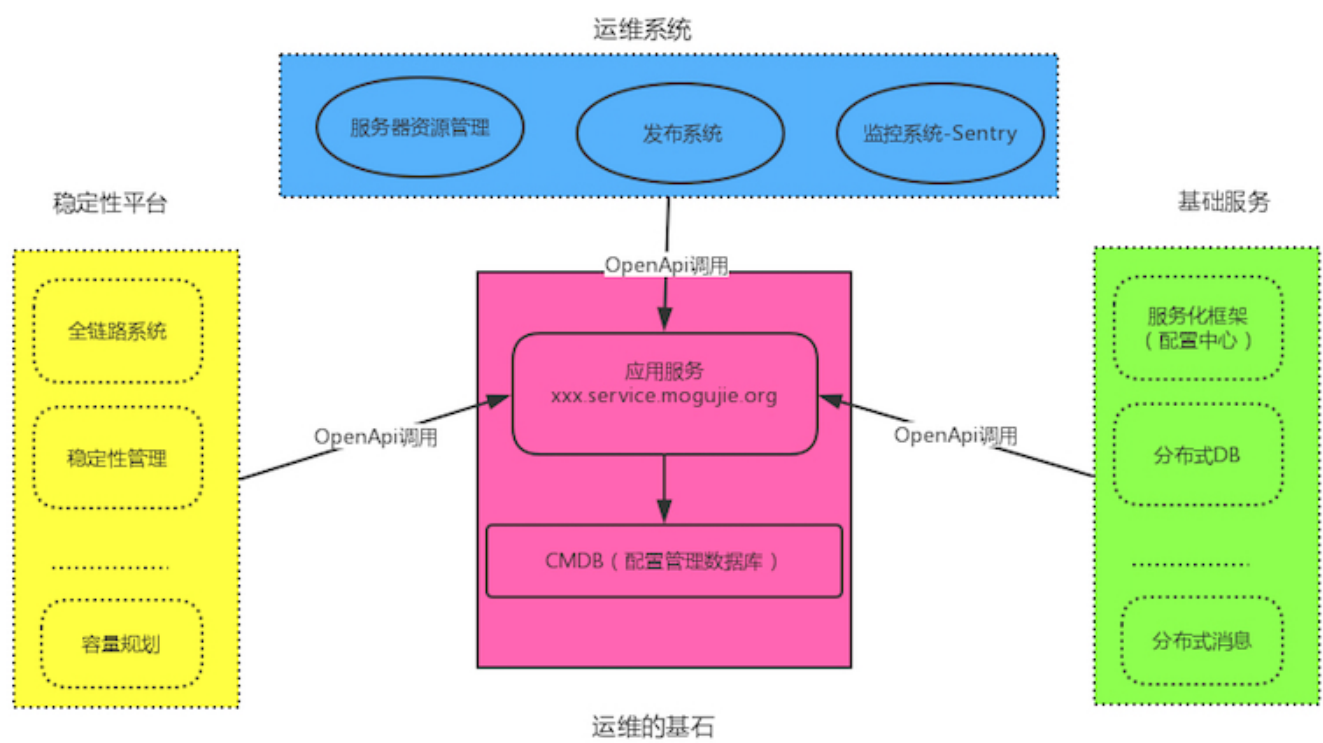 运维系统
服务器资源管理
发布系统
监控系统-Sentry
稳定性平台
全链路系统
稳定性管理
容量规划
OpenApi调用
OpenApi调用
应用服务
xxx.service.mogujie.org
CMDB（配置管理数据库）
运维的基石
OpenApi调用
基础服务
服务化框架
（配置中心）
分布式DB
分布式消息